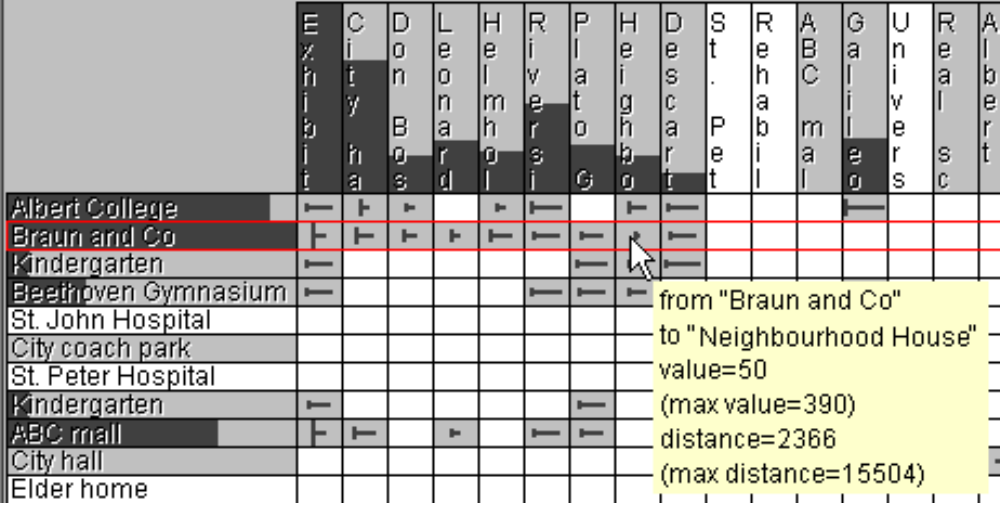 Exhibit
City ha
Don Bos
Leonard
Helmhol
Riversi
Plato G
Neighbo
Descart
St. Pet
Rehabil
ABC mal
Galileo
Univers
Real sc
Albert
Albert College
Braun and Co
Kindergarten
Beethoven Gymnasium
St. John Hospital
City coach park
St. Peter Hospital
Kindergarten
ABC mall
City hall
Elder home
from "Braun and Co"
to "Neighbourhood House"
value=50
(max value=390)
distance=2366
(max distance=15504)